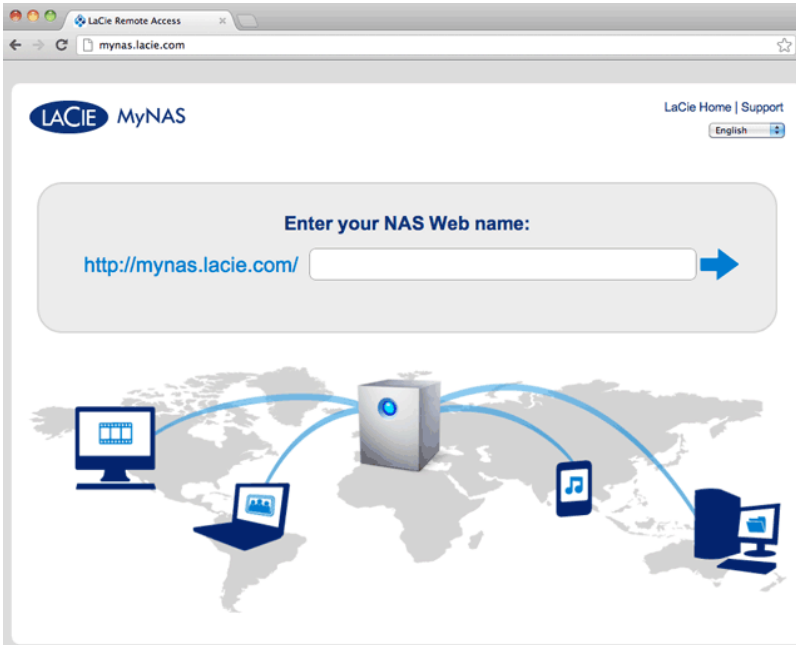 LaCie Remote Access
mynas.lacie.com
LACIE MyNAS
LaCie Home | Support
English
Enter your NAS Web name:
http://mynas.lacie.com/